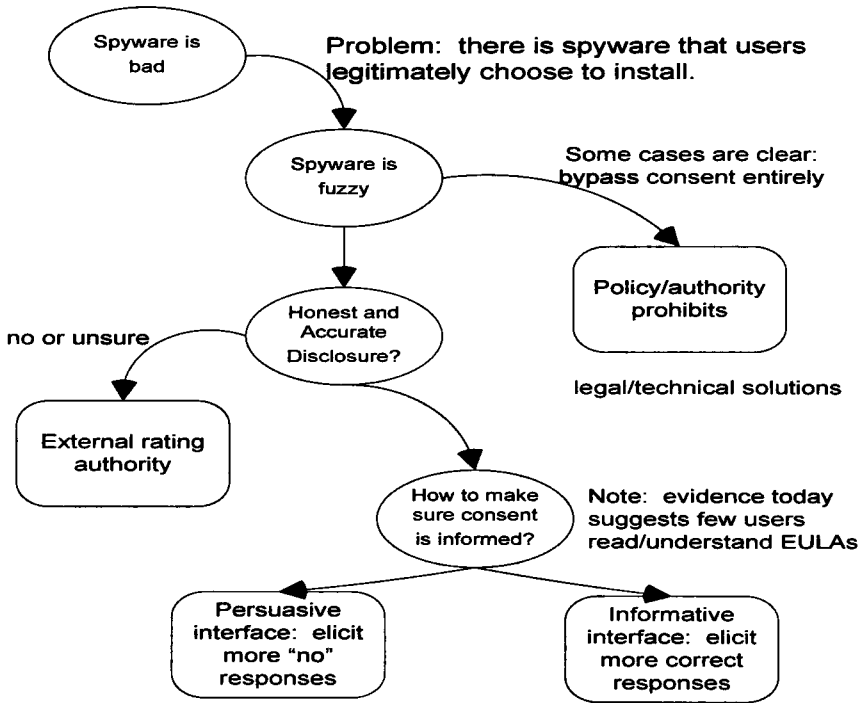 Spyware is
bad
Problem: there is spyware that users
legitimately choose to install.
Spyware is
fuzzy
Some cases are clear:
bypass consent entirely
Policy/authority
prohibits
Honest and
Accurate
Disclosure?
no or unsure
legal/technical solutions
External rating
authority
How to make
sure consent
is informed?
Note: evidence today
suggests few users
read/understand EULAs
Persuasive
interface: elicit
more “no”
responses
Informative
interface: elicit
more correct
responses